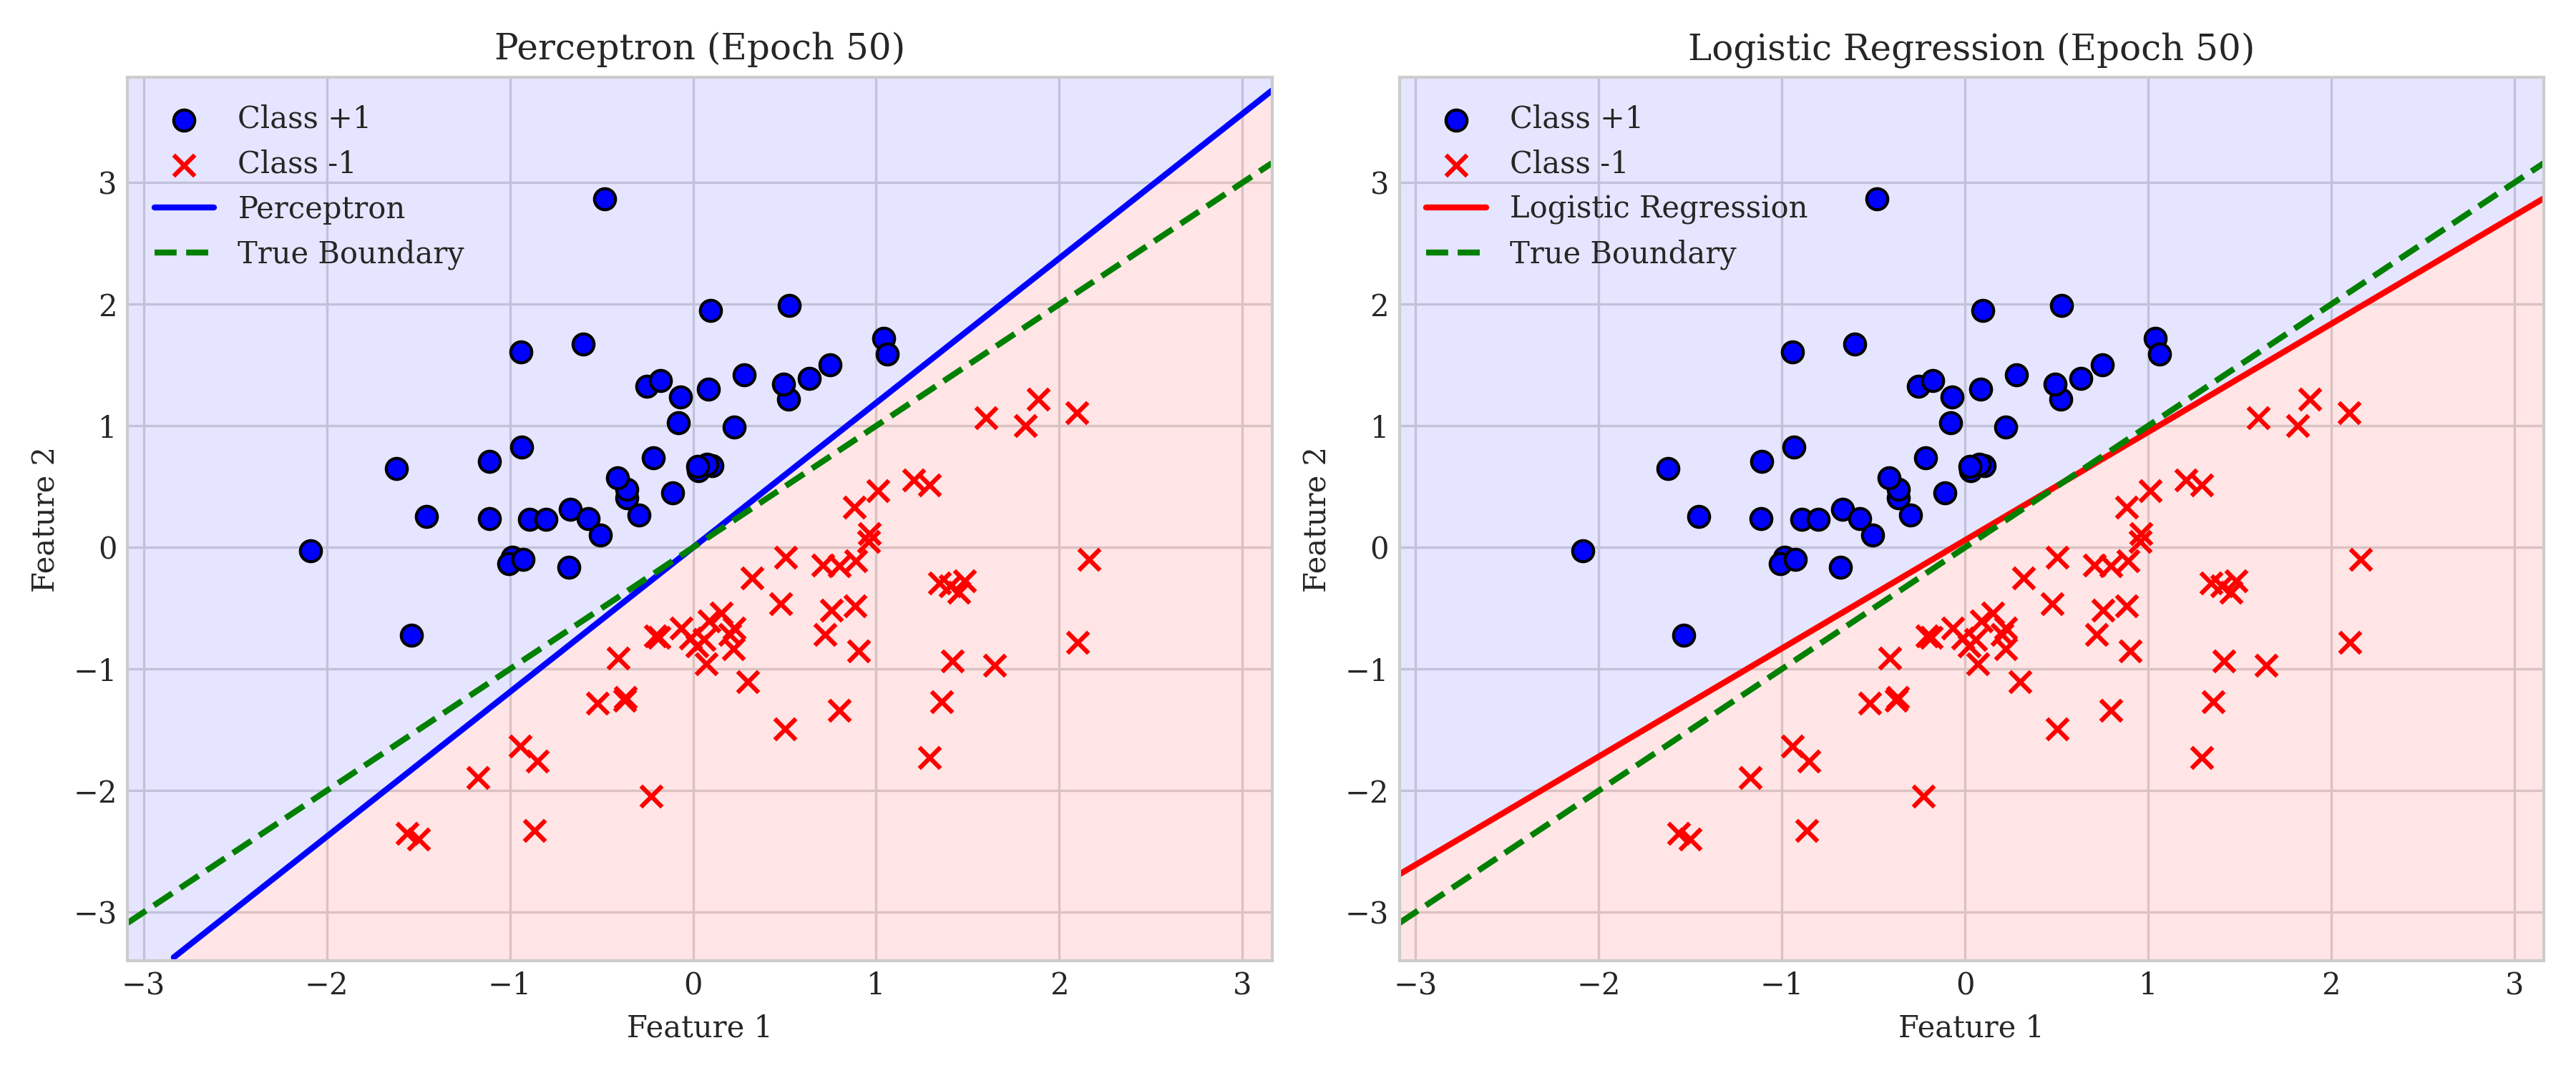 Perceptron (Epoch 50)
Class +1
Class -1
Perceptron
True Boundary
3
2
1
0
−1
−2
−3
Feature 2
−3
−2
−1
0
1
2
3
Feature 1
Logistic Regression (Epoch 50)
Class +1
Class -1
Logistic Regression
True Boundary
3
2
1
0
−1
−2
−3
Feature 2
−3
−2
−1
0
1
2
3
Feature 1